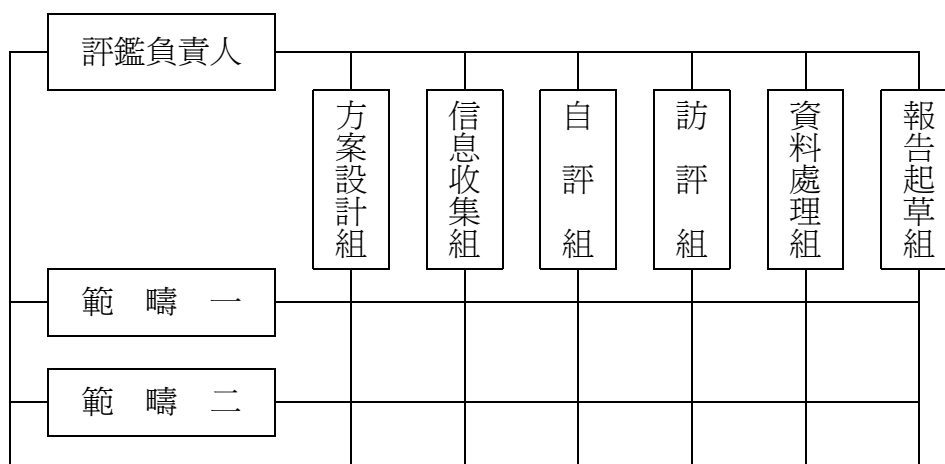 評鑑負責人
方案設計組
信息收集組
自評組
訪評組
資料處理組
報告起草組
範疇一
範疇二